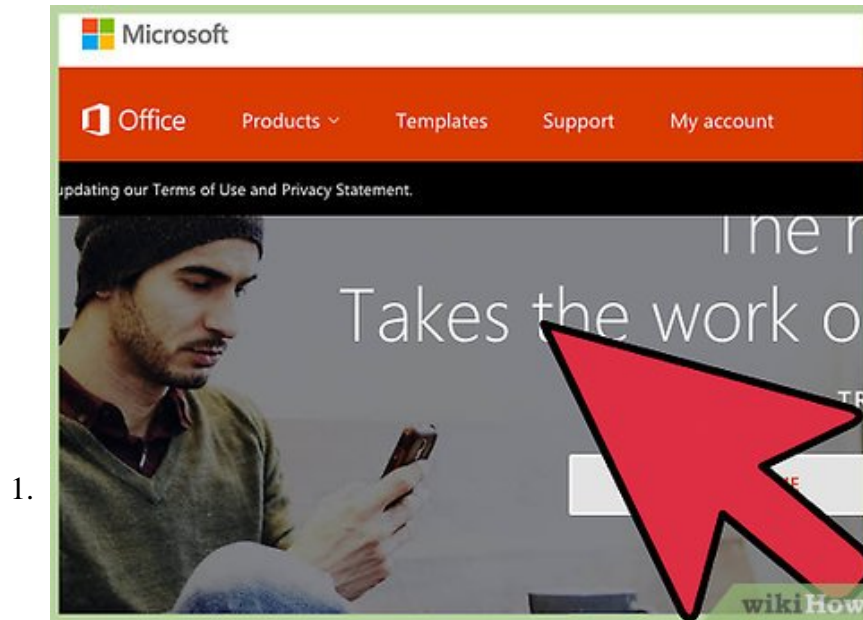 Microsoft
Office Products Templates Support My account
updating our Terms of Use and Privacy Statement.
The
Takes the work
1.
wikiHow